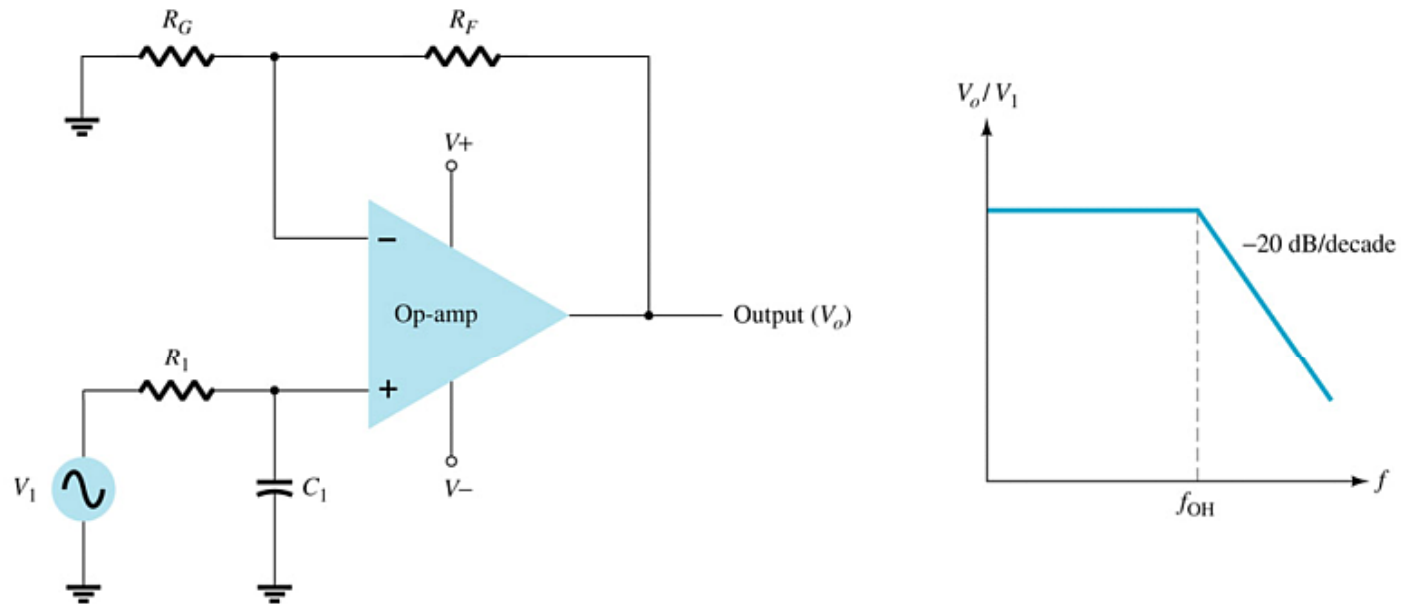 R_G
R_F
V+
−
Op-amp
Output (V_o)
R_1
+
V_1
C_1
V−
V_o / V_1
−20 dB/decade
f
f_OH